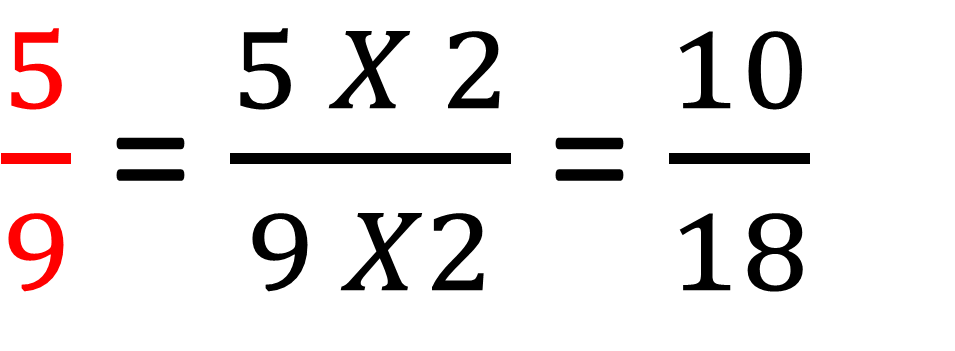 5/9 = 5 X 2/9 X2 = 10/18